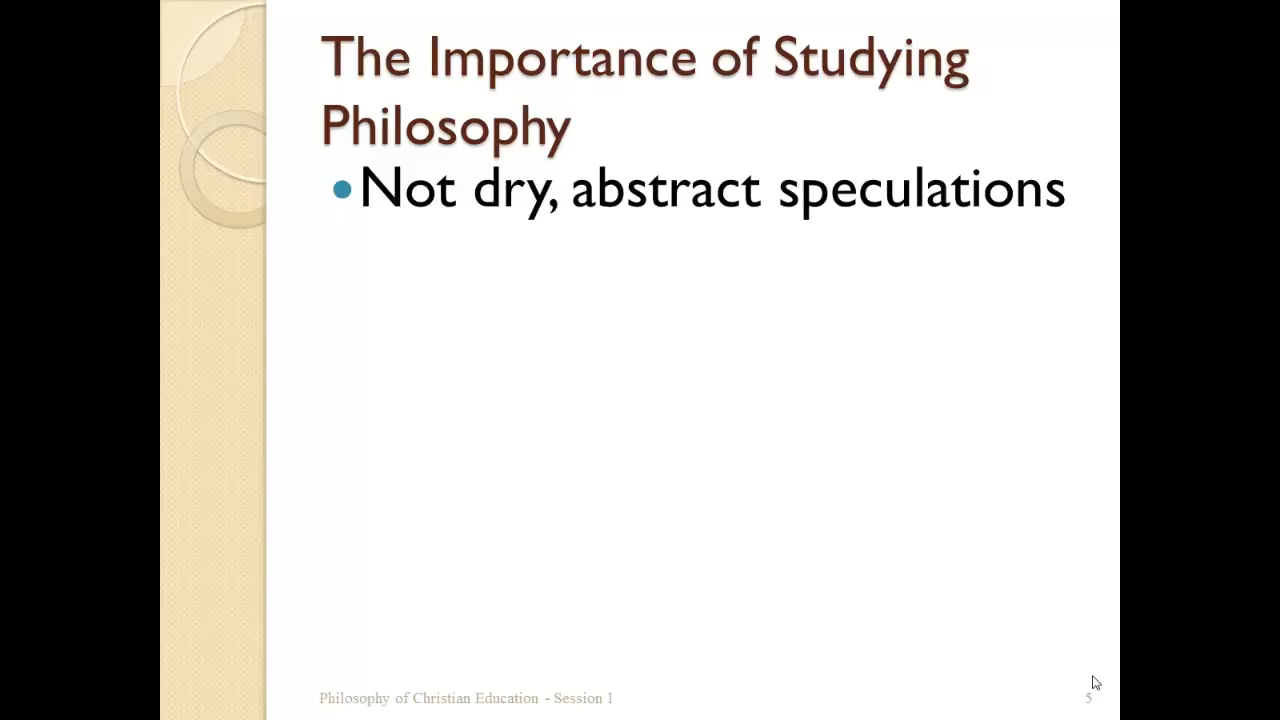 The Importance of Studying
Philosophy
•Not dry, abstract speculations
Philosophy of Christian Education - Session 1
5